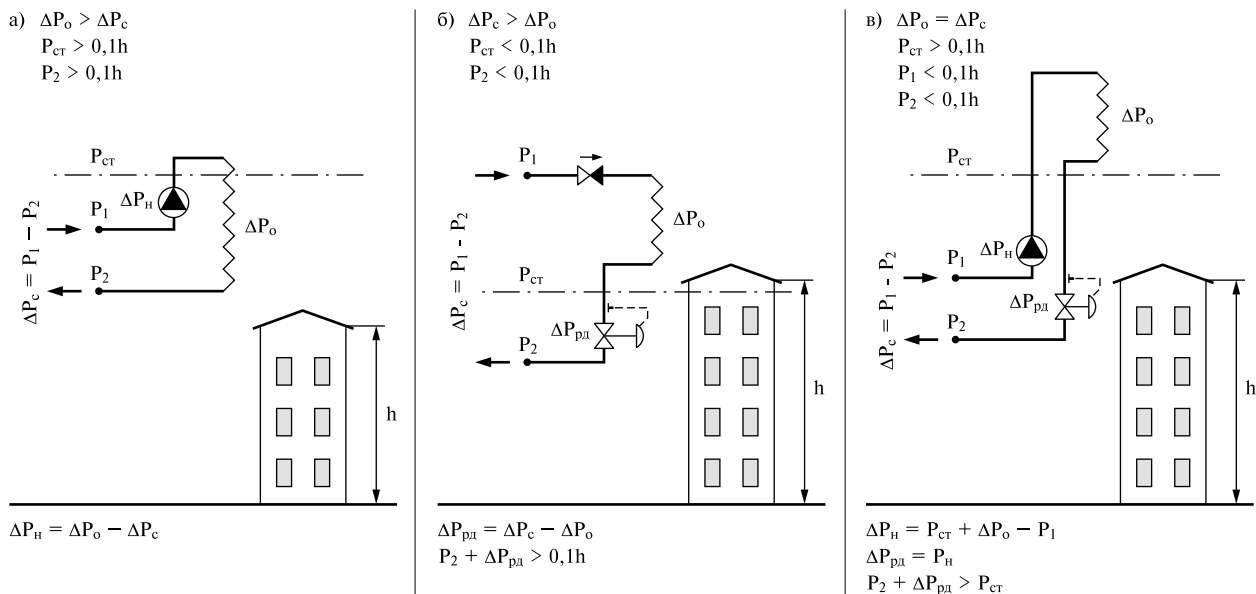 а) ΔPо > ΔPс
Pст > 0,1h
P2 > 0,1h
Pст
ΔPн
P1
ΔPо
P2
ΔPс = P1 − P2
h
ΔPн = ΔPо − ΔPс
б) ΔPс > ΔPо
Pст < 0,1h
P2 < 0,1h
P1
ΔPо
Pст
ΔPрд
P2
ΔPс = P1 - P2
h
ΔPрд = ΔPс − ΔPо
P2 + ΔPрд > 0,1h
в) ΔPо = ΔPс
Pст > 0,1h
P1 < 0,1h
P2 < 0,1h
ΔPо
Pст
ΔPн
P1
ΔPрд
P2
ΔPс = P1 - P2
h
ΔPн = Pст + ΔPо − P1
ΔPрд = Pн
P2 + ΔPрд > Pст